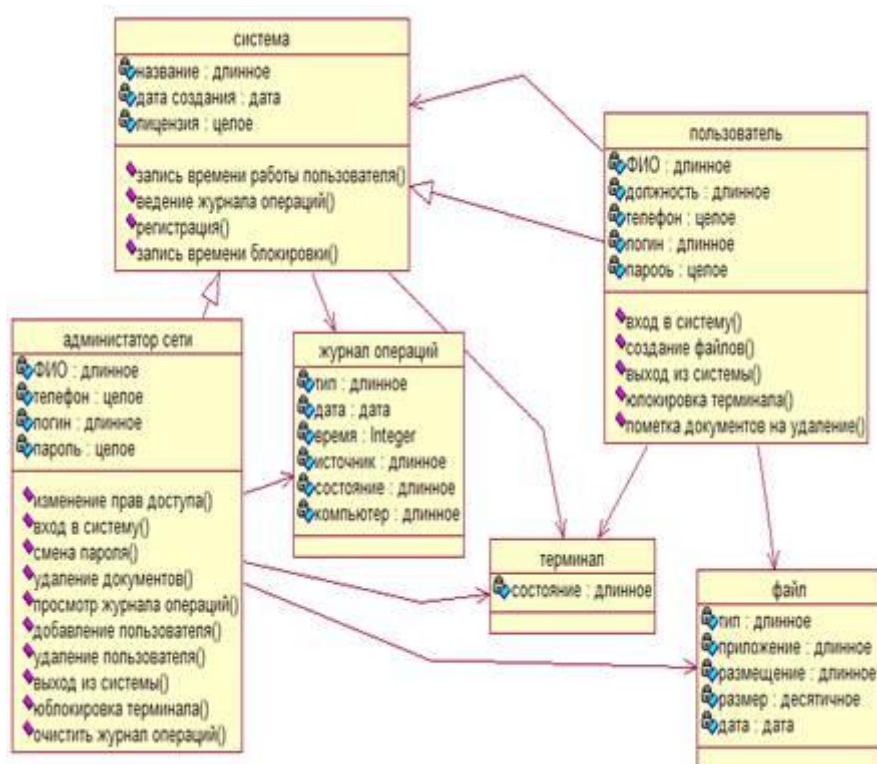 система
название : длинное
дата создания : дата
лицензия : целое
запись времени работы пользователя()
ведение журнала операций()
регистрация()
запись времени блокировки()
пользователь
ФИО : длинное
должность : длинное
телефон : целое
логин : длинное
парооь : целое
вход в систему()
создание файлов()
выход из системы()
юлокировка терминала()
пометка документов на удаление()
администатор сети
ФИО : длинное
телефон : целое
логин : длинное
пароль : целое
изменение прав доступа()
вход в систему()
смена пароля()
удаление документов()
просмотр журнала операций()
добавление пользователя()
удаление пользователя()
выход из системы()
юблокировка терминала()
очистить журнал операций()
журнал операций
тип : длинное
дата : дата
время : Integer
источник : длинное
состояние : длинное
компьютер : длинное
терминал
состояние : длинное
файл
тип : длинное
приложение : длинное
размещение : длинное
размер : десятичное
дата : дата